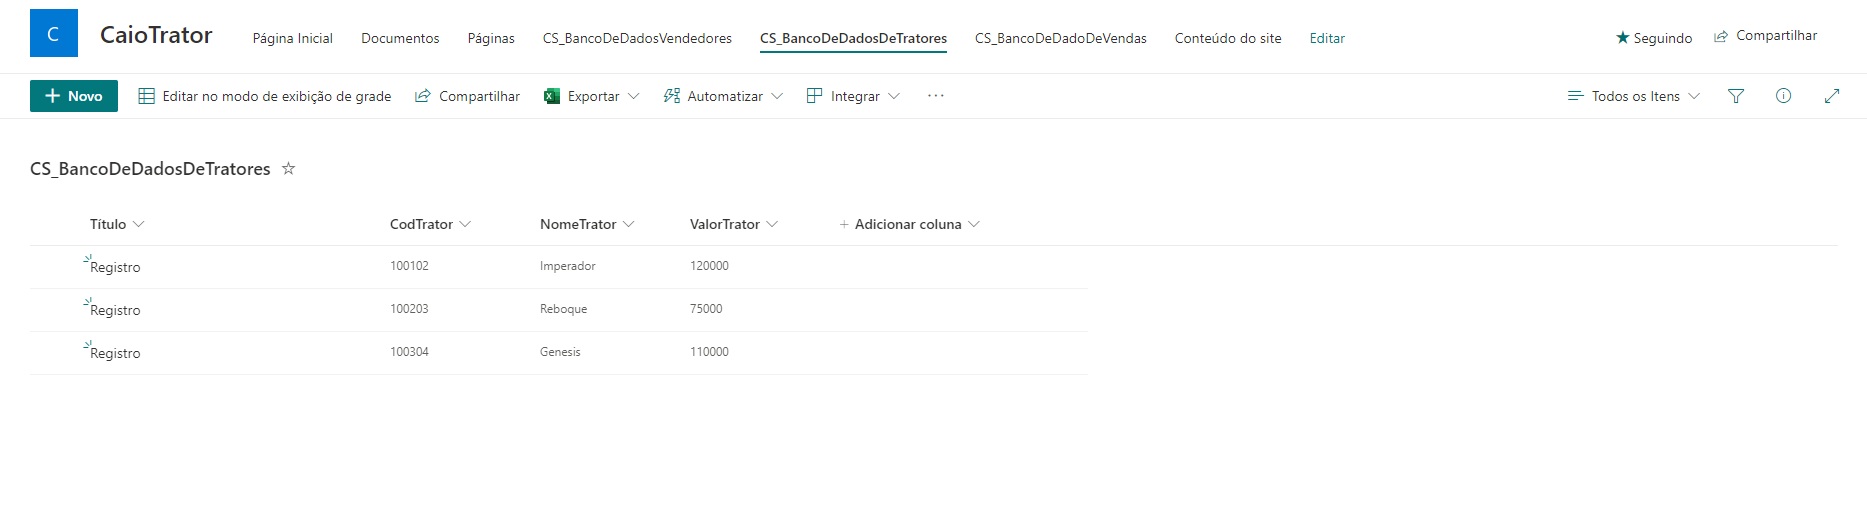 C
CaioTrator
Página Inicial Documentos Páginas CS_BancoDeDadosVendedores CS_BancoDeDadosDeTratores CS_BancoDeDadoDeVendas Conteúdo do site Editar
Seguindo Compartilhar
Novo Editar no modo de exibição de grade Compartilhar Exportar Automatizar Integrar ... Todos os Itens
CS_BancoDeDadosDeTratores
Título CodTrator NomeTrator ValorTrator + Adicionar coluna
Registro 100102 Imperador 120000
Registro 100203 Reboque 75000
Registro 100304 Genesis 110000